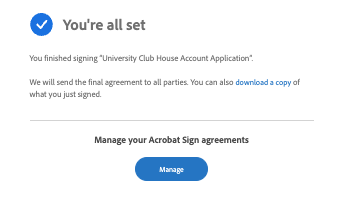 You're all set
You finished signing "University Club House Account Application".
We will send the final agreement to all parties. You can also download a copy of
what you just signed.
Manage your Acrobat Sign agreements
Manage